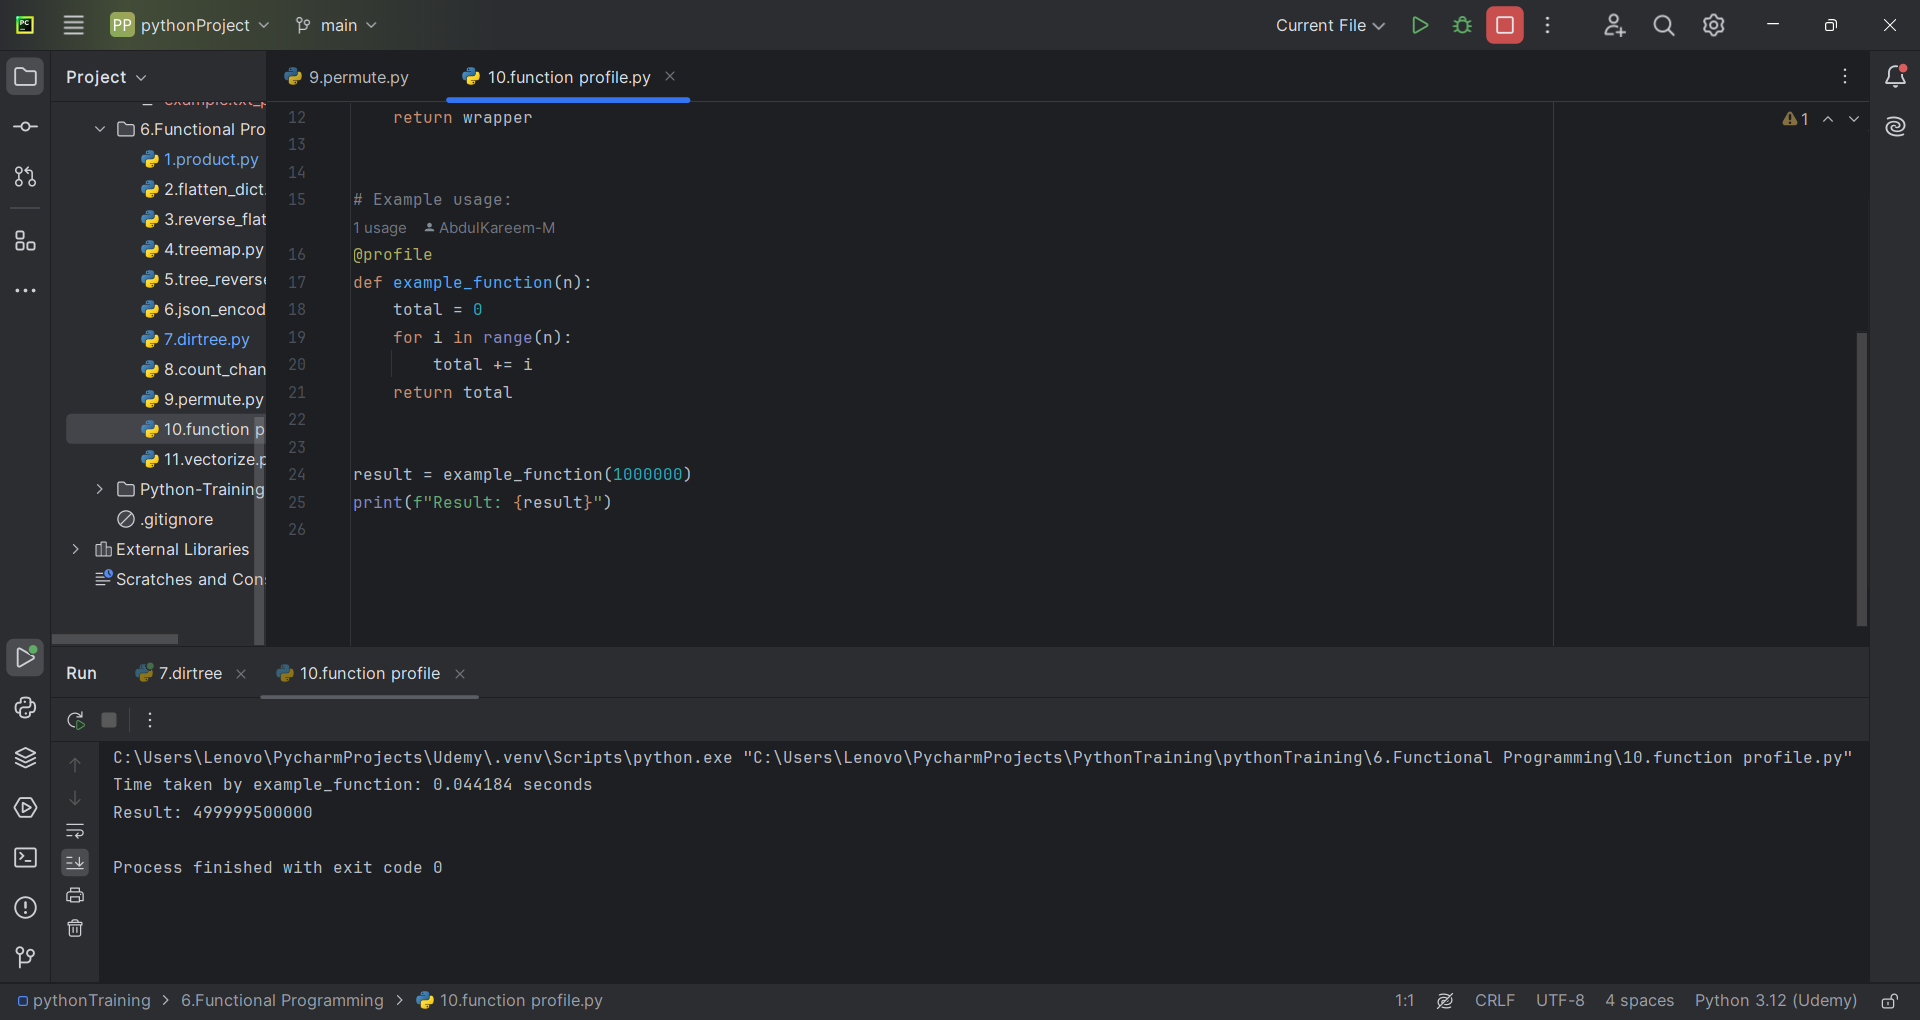 PC
PP pythonProject
main
Current File
Project
9.permute.py
10.function profile.py
6.Functional Pro
1.product.py
2.flatten_dict.
3.reverse_flat
4.treemap.py
5.tree_reverse
6.json_encod
7.dirtree.py
8.count_chan
9.permute.py
10.function p
11.vectorize.p
Python-Training
.gitignore
External Libraries
Scratches and Con
12 return wrapper
13
14
15 # Example usage:
1 usage AbdulKareem-M
16 @profile
17 def example_function(n):
18 total = 0
19 for i in range(n):
20 total += i
21 return total
22
23
24 result = example_function(1000000)
25 print(f"Result: {result}")
26
1
Run
7.dirtree
10.function profile
C:\Users\Lenovo\PycharmProjects\Udemy\.venv\Scripts\python.exe "C:\Users\Lenovo\PycharmProjects\PythonTraining\pythonTraining\6.Functional Programming\10.function profile.py"
Time taken by example_function: 0.044184 seconds
Result: 499999500000
Process finished with exit code 0
pythonTraining > 6.Functional Programming > 10.function profile.py
1:1 CRLF UTF-8 4 spaces Python 3.12 (Udemy)